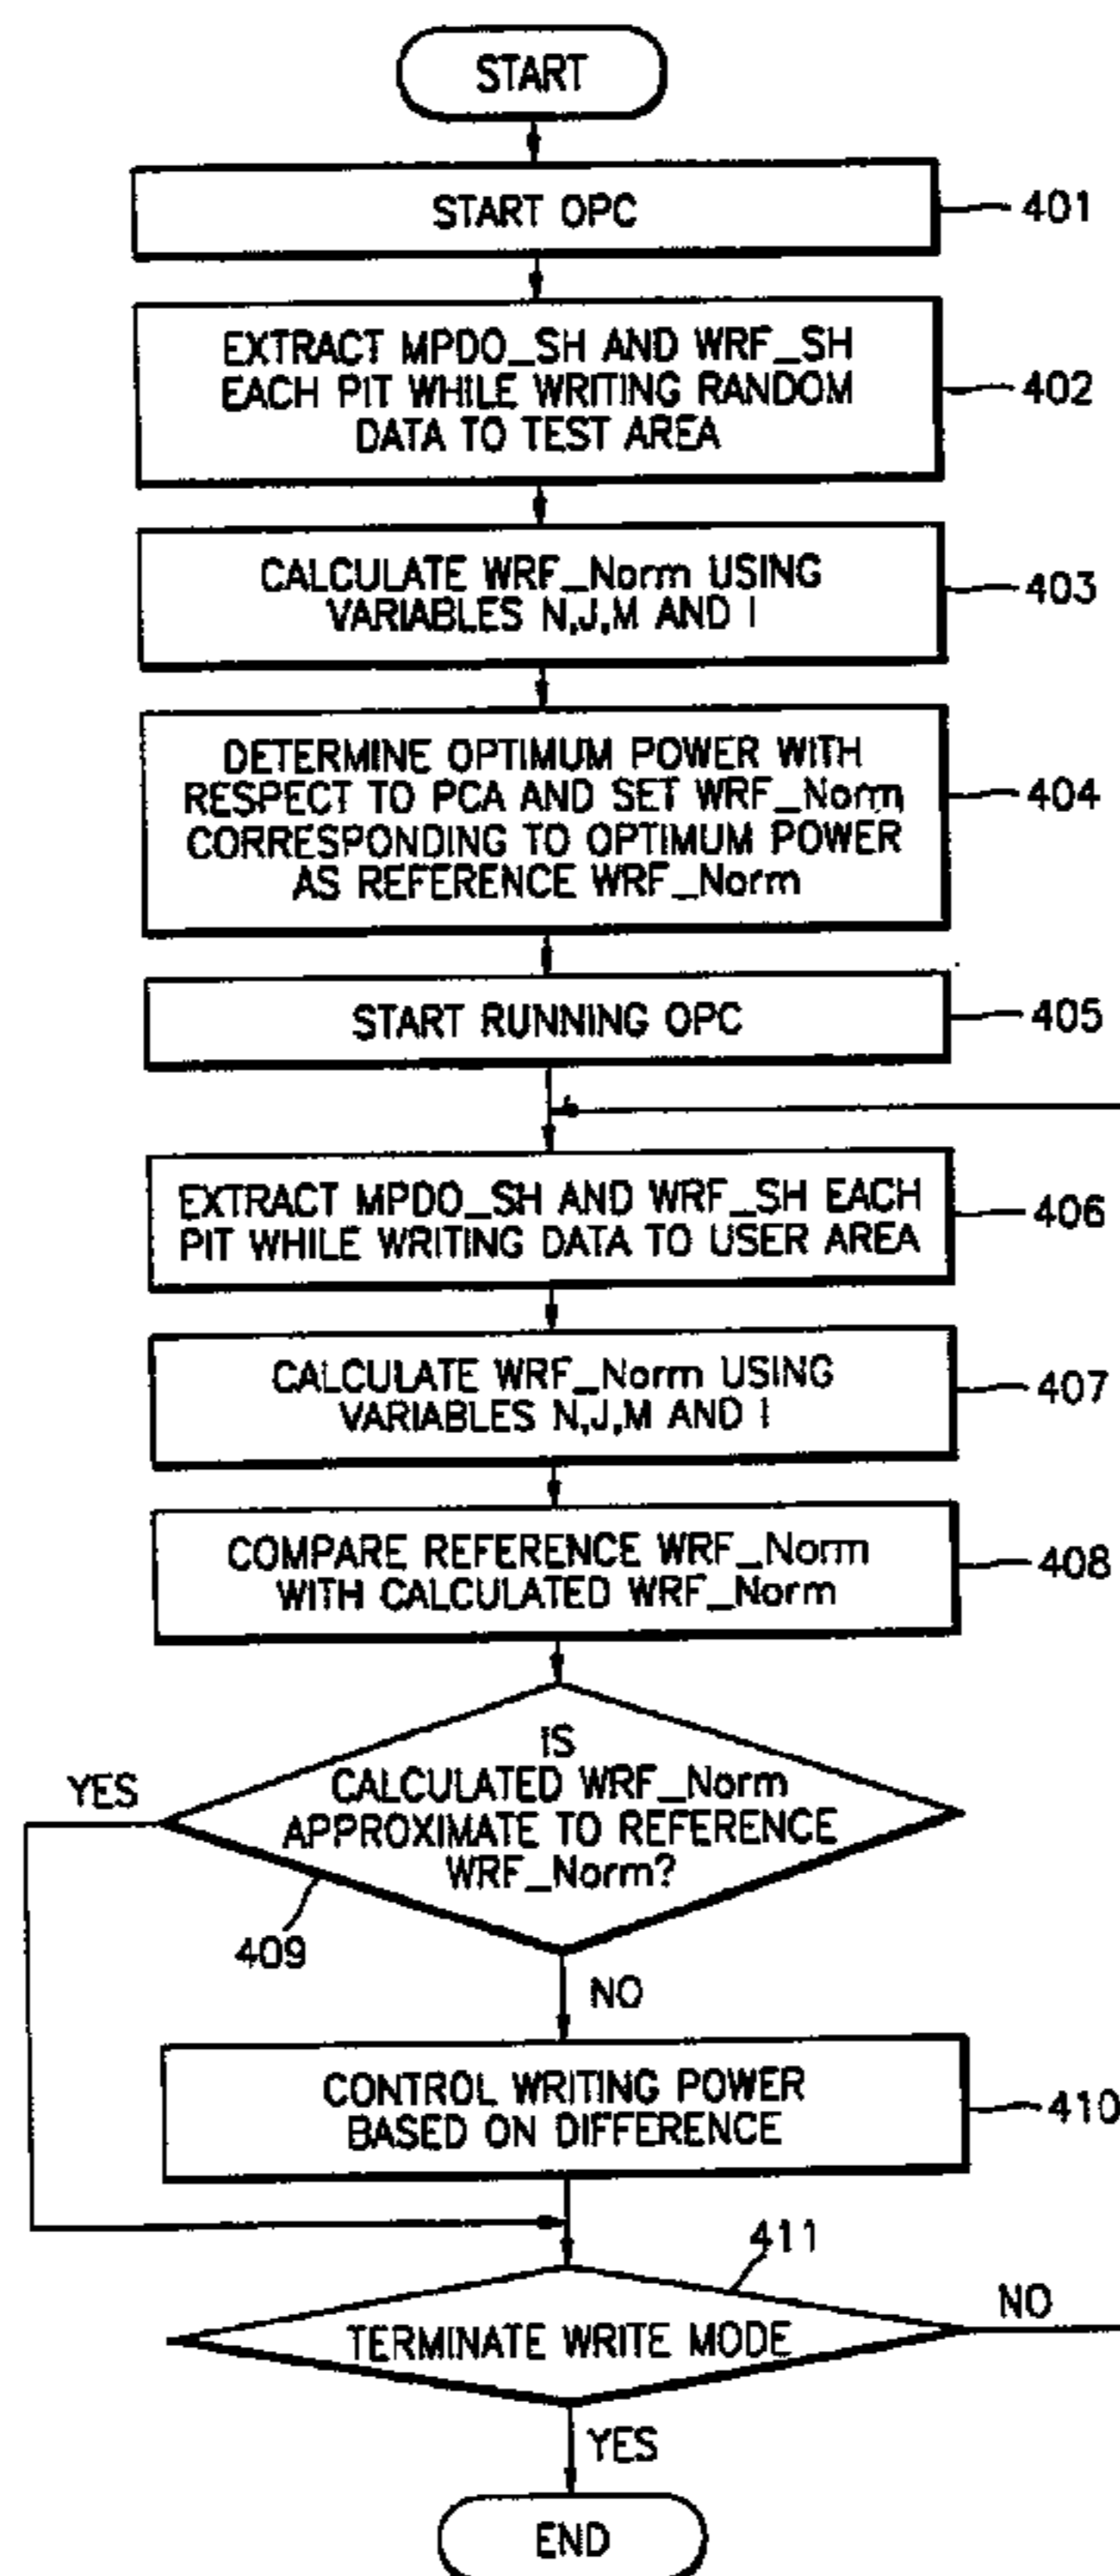 START
START OPC
401
EXTRACT MPDO_SH AND WRF_SH
EACH PIT WHILE WRITING RANDOM
DATA TO TEST AREA
402
CALCULATE WRF_Norm USING
VARIABLES N,J,M AND I
403
DETERMINE OPTIMUM POWER WITH
RESPECT TO PCA AND SET WRF_Norm
CORRESPONDING TO OPTIMUM POWER
AS REFERENCE WRF_Norm
404
START RUNNING OPC
405
EXTRACT MPDO_SH AND WRF_SH EACH
PIT WHILE WRITING DATA TO USER AREA
406
CALCULATE WRF_Norm USING
VARIABLES N,J,M AND I
407
COMPARE REFERENCE WRF_Norm
WITH CALCULATED WRF_Norm
408
IS
CALCULATED WRF_Norm
APPROXIMATE TO REFERENCE
WRF_Norm?
YES
409
NO
CONTROL WRITING POWER
BASED ON DIFFERENCE
410
411
TERMINATE WRITE MODE
NO
YES
END